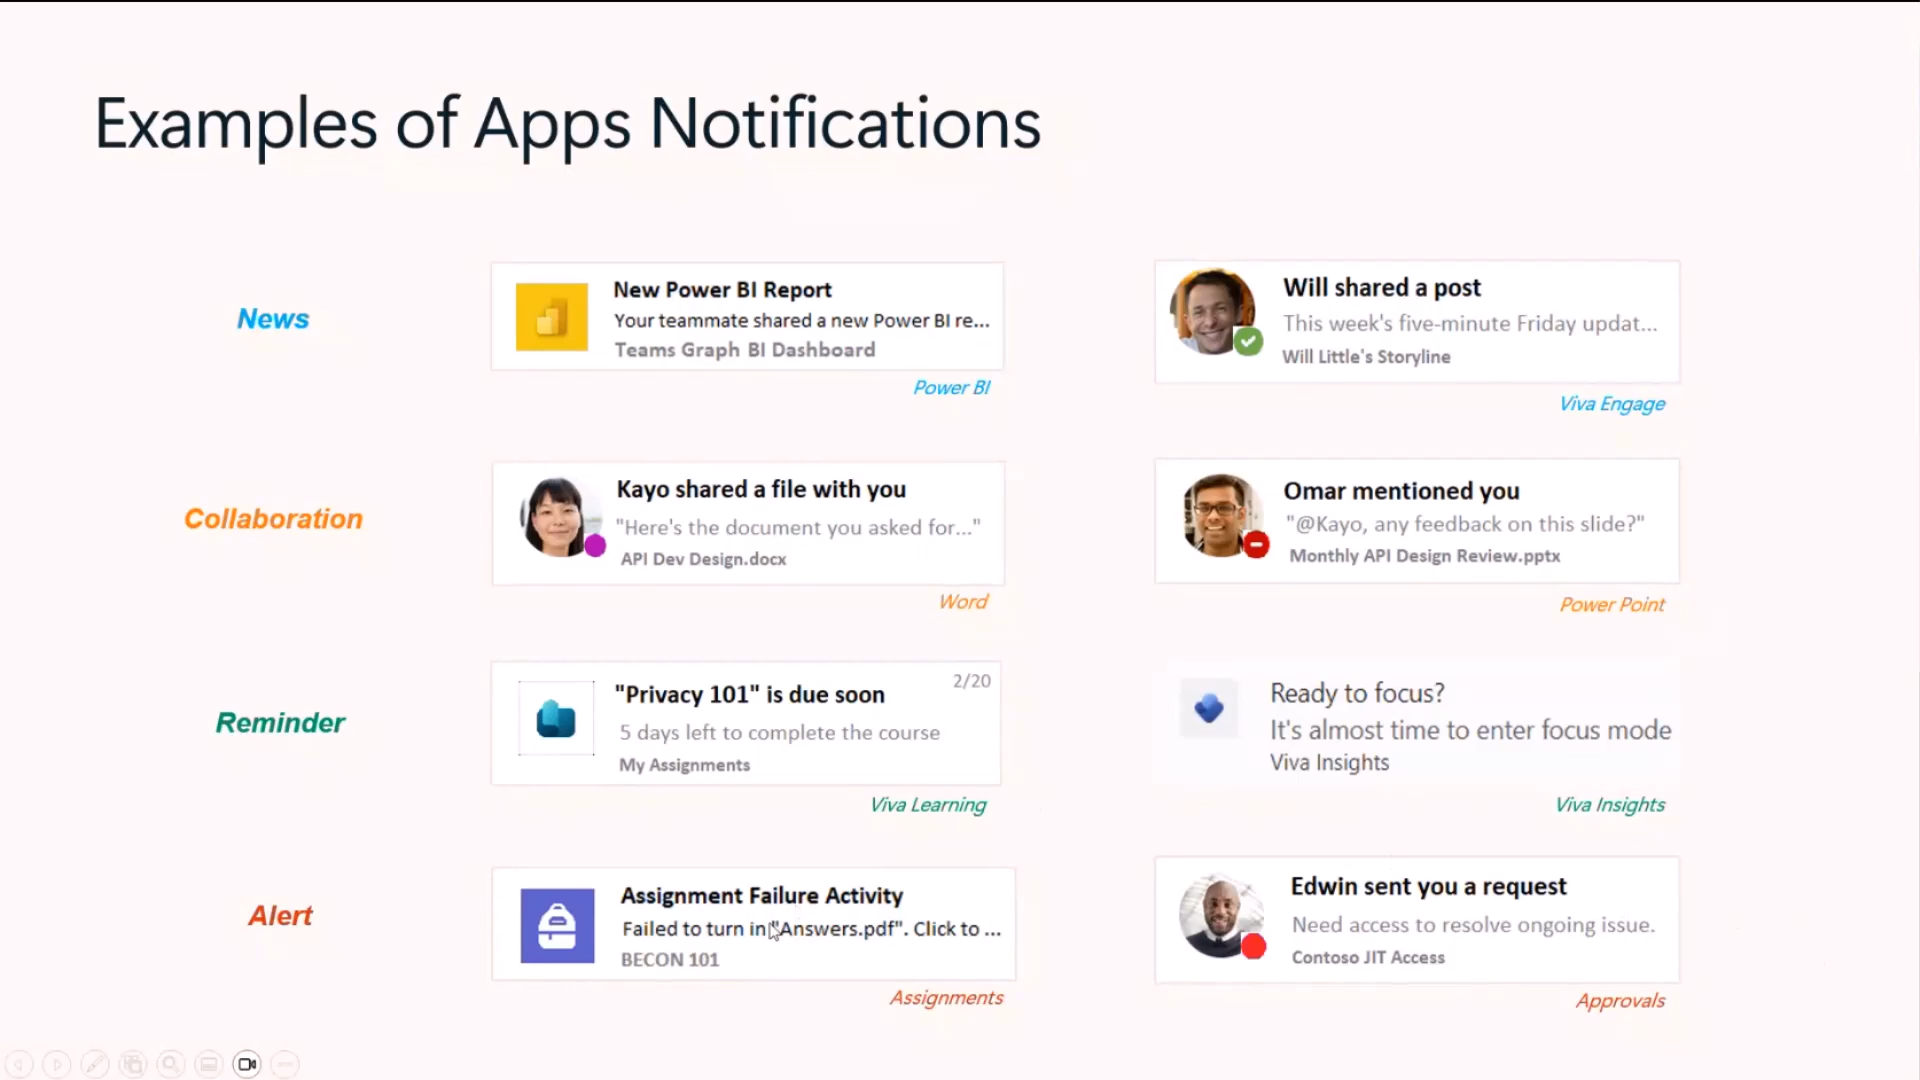 Examples of Apps Notifications
News
New Power BI Report
Your teammate shared a new Power BI re...
Teams Graph BI Dashboard
Power BI
Will shared a post
This week's five-minute Friday updat...
Will Little's Storyline
Viva Engage
Collaboration
Kayo shared a file with you
"Here's the document you asked for..."
API Dev Design.docx
Word
Omar mentioned you
"@Kayo, any feedback on this slide?"
Monthly API Design Review.pptx
Power Point
Reminder
"Privacy 101" is due soon
2/20
5 days left to complete the course
My Assignments
Viva Learning
Ready to focus?
It's almost time to enter focus mode
Viva Insights
Viva Insights
Alert
Assignment Failure Activity
Failed to turn in "Answers.pdf". Click to ...
BECON 101
Assignments
Edwin sent you a request
Need access to resolve ongoing issue.
Contoso JIT Access
Approvals